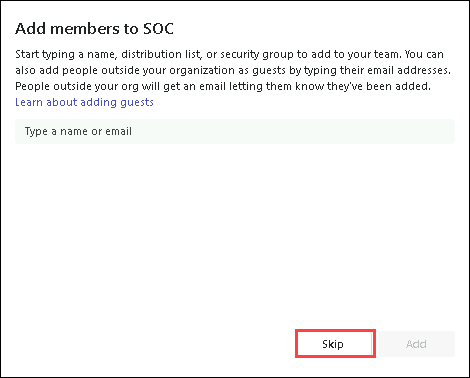 Add members to SOC
Start typing a name, distribution list, or security group to add to your team. You can
also add people outside your organization as guests by typing their email addresses.
People outside your org will get an email letting them know they've been added.
Learn about adding guests
Type a name or email
Skip
Add